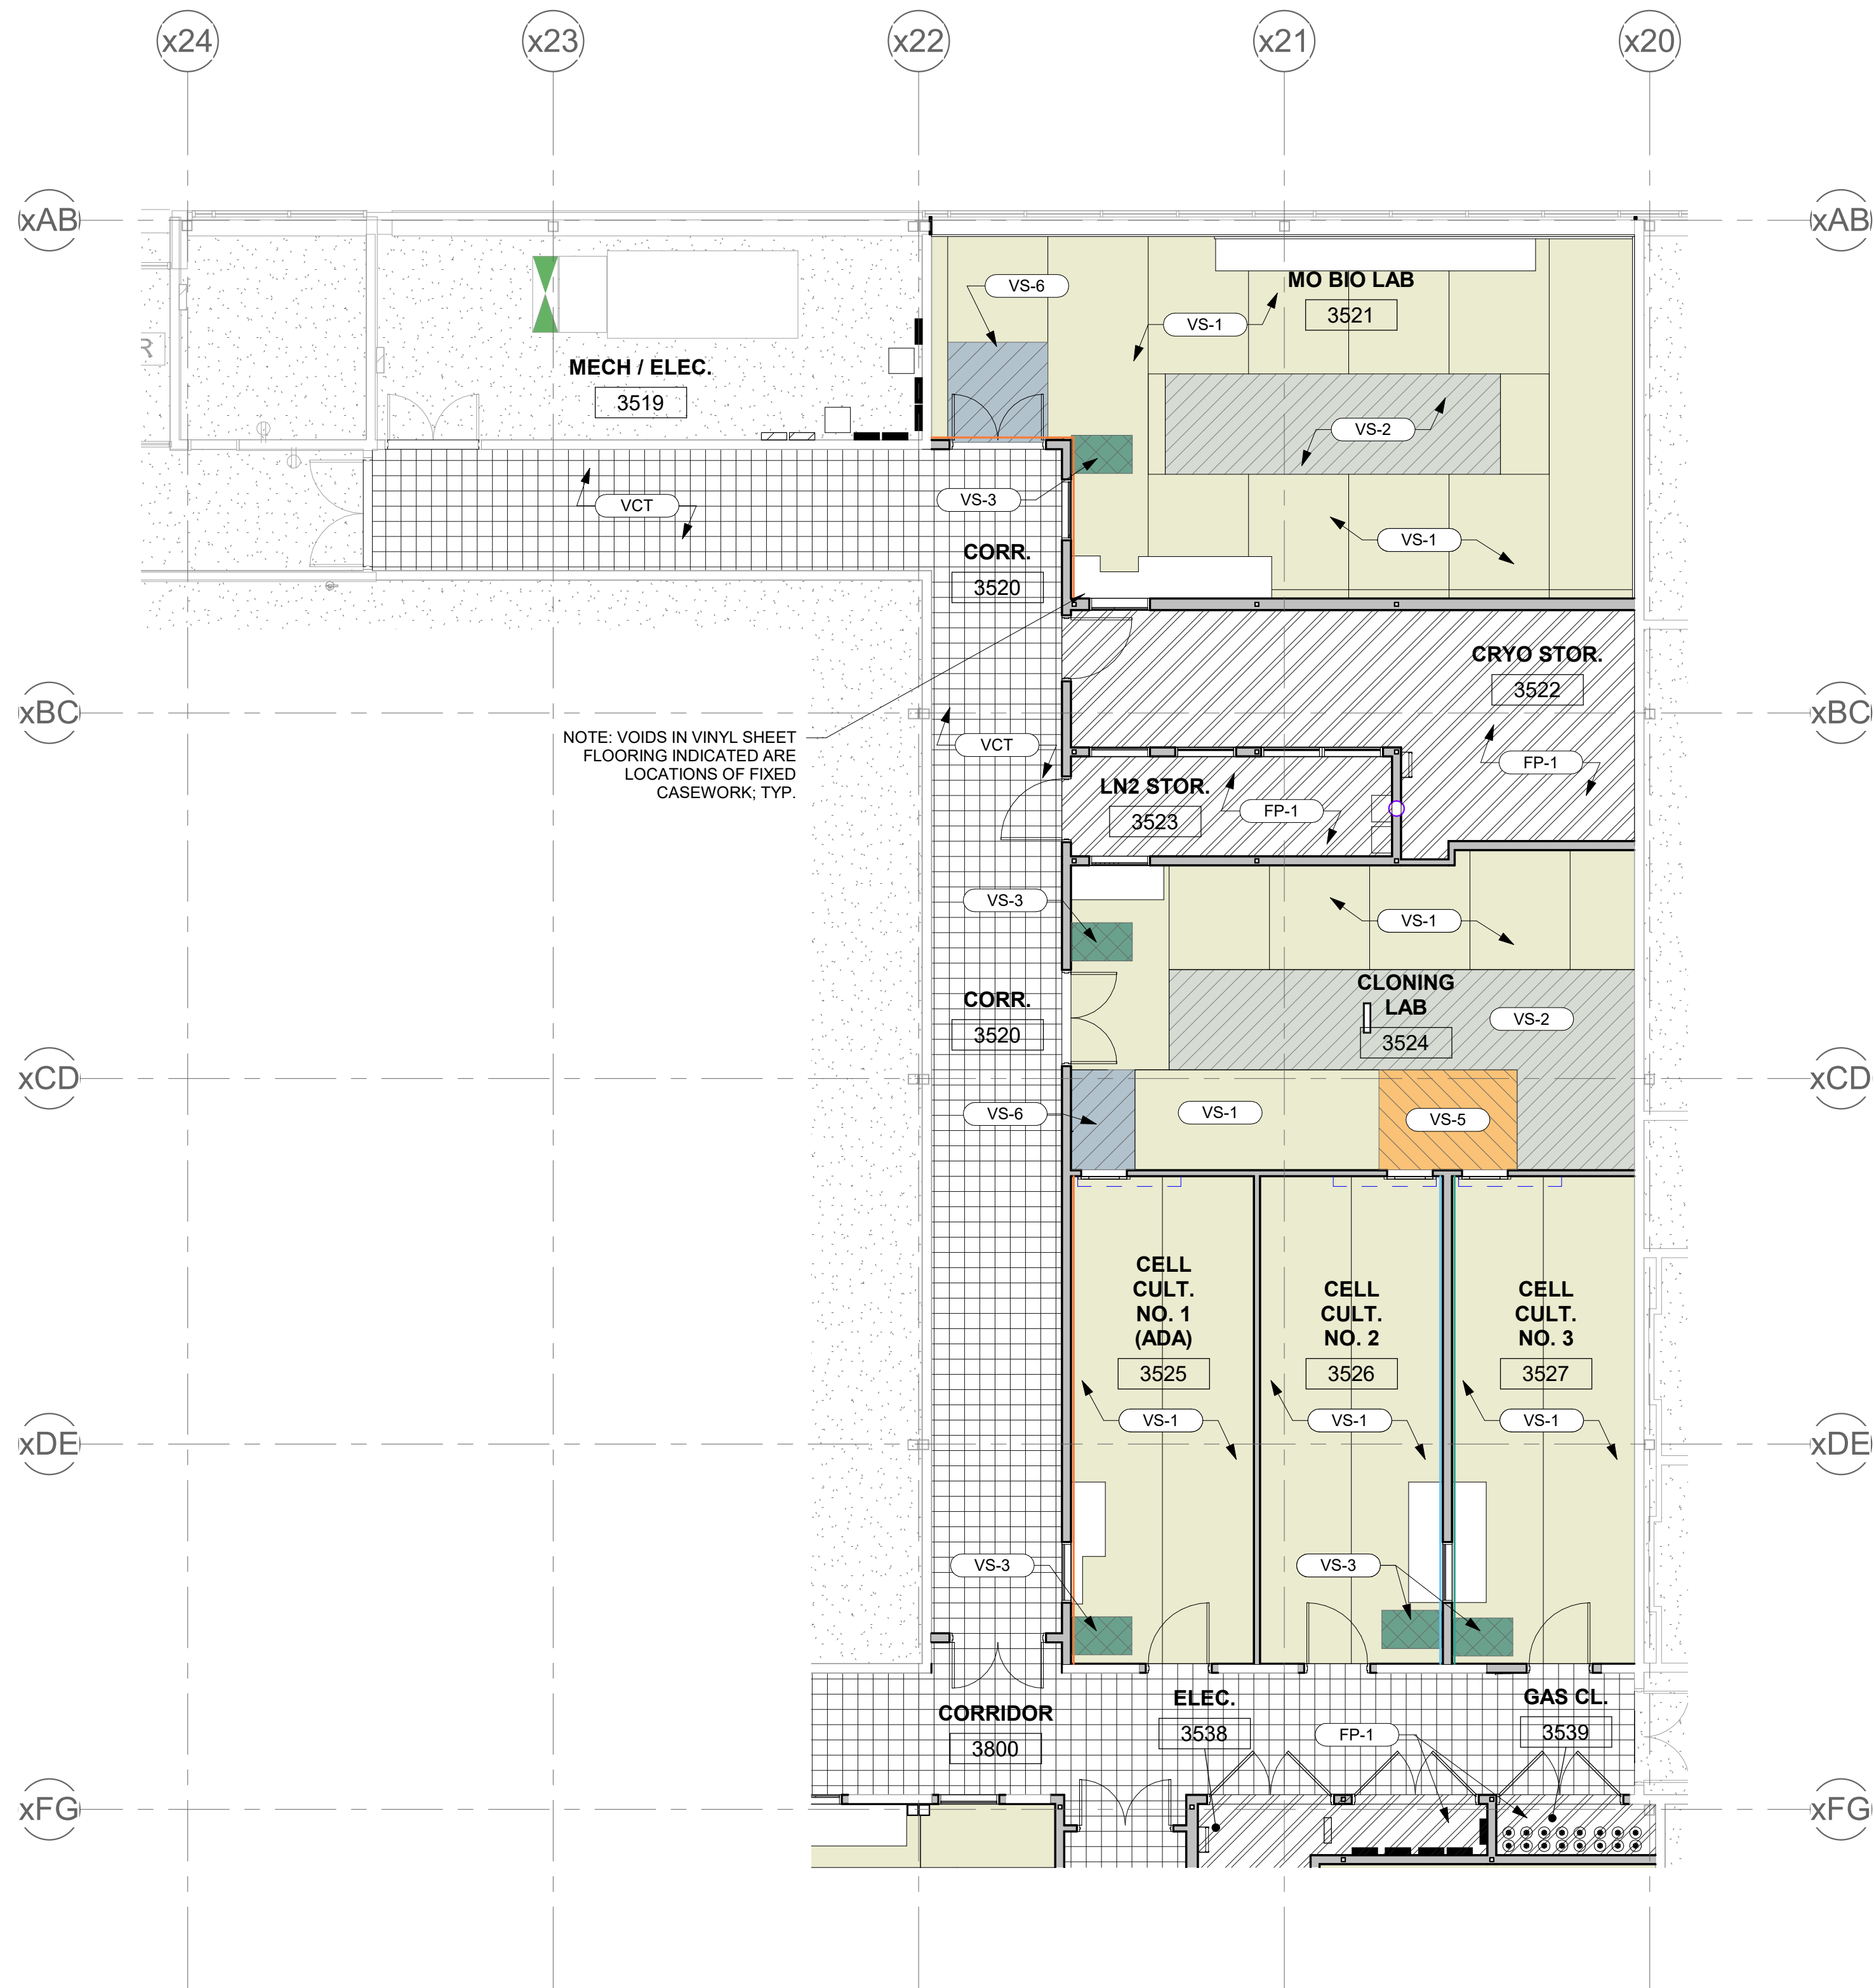 x24
x23
x22
x21
x20
xAB
xAB
VS-6
MO BIO LAB
3521
VS-1
R
MECH / ELEC.
3519
VS-2
VS-3
VCT
VS-1
CORR.
3520
CRYO STOR.
3522
xBC
xBC
NOTE: VOIDS IN VINYL SHEET
FLOORING INDICATED ARE
LOCATIONS OF FIXED
CASEWORK; TYP.
VCT
FP-1
LN2 STOR.
3523
FP-1
VS-3
VS-1
CORR.
3520
CLONING
LAB
3524
VS-2
xCD
xCD
VS-6
VS-1
VS-5
CELL
CULT.
NO. 1
(ADA)
3525
CELL
CULT.
NO. 2
3526
CELL
CULT.
NO. 3
3527
VS-1
VS-1
VS-1
xDE
xDE
VS-3
VS-3
CORRIDOR
3800
ELEC.
3538
FP-1
GAS CL.
3539
xFG
xFG